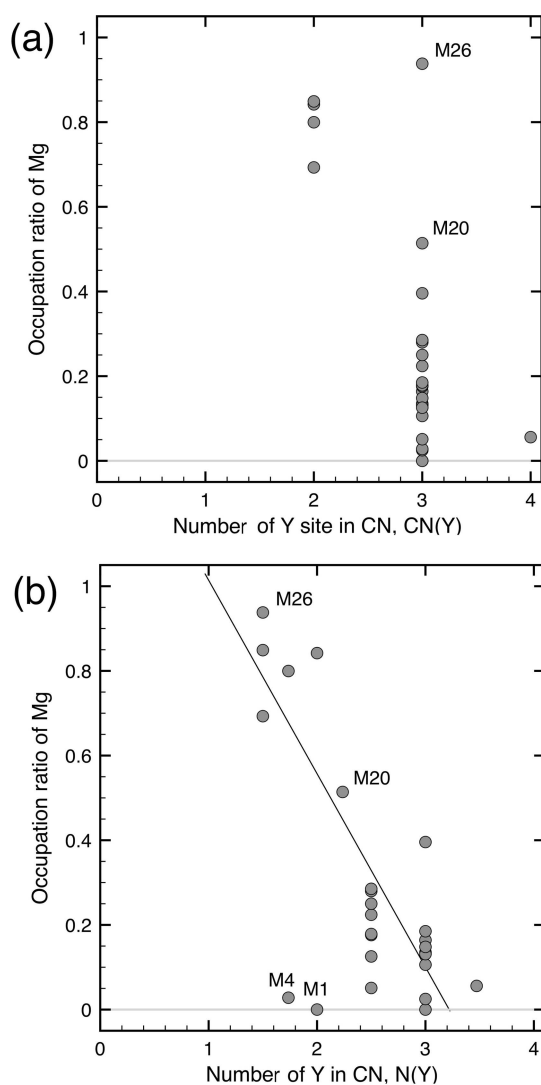 (a)
M26
M20
Occupation ratio of Mg
1
0.8
0.6
0.4
0.2
0
0 1 2 3 4
Number of Y site in CN, CN(Y)
(b)
M26
M20
M4 M1
Occupation ratio of Mg
1
0.8
0.6
0.4
0.2
0
0 1 2 3 4
Number of Y in CN, N(Y)